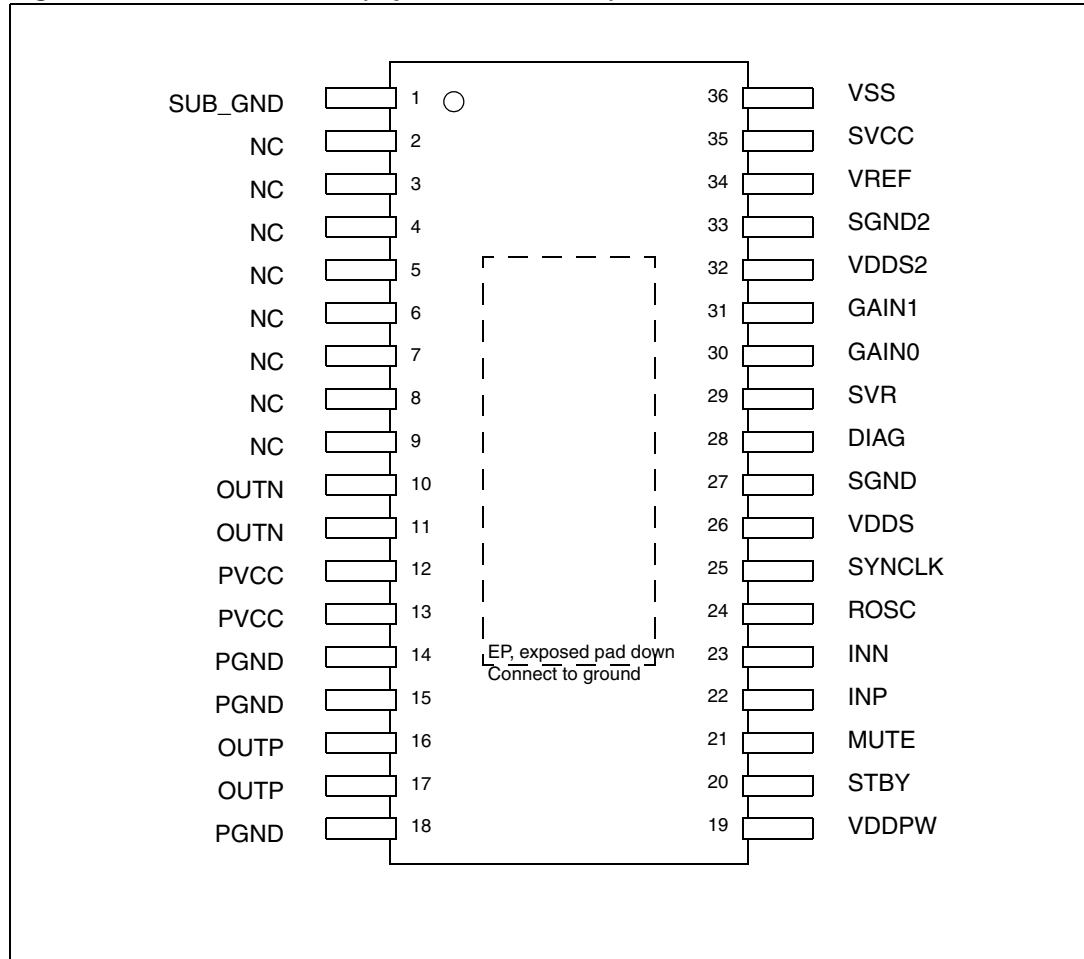 SUB_GND 1 36 VSS
NC 2 35 SVCC
NC 3 34 VREF
NC 4 33 SGND2
NC 5 32 VDDS2
NC 6 31 GAIN1
NC 7 30 GAIN0
NC 8 29 SVR
NC 9 28 DIAG
OUTN 10 27 SGND
OUTN 11 26 VDDS
PVCC 12 25 SYNCLK
PVCC 13 24 ROSC
PGND 14 23 INN
EP, exposed pad down
Connect to ground
PGND 15 22 INP
OUTP 16 21 MUTE
OUTP 17 20 STBY
PGND 18 19 VDDPW